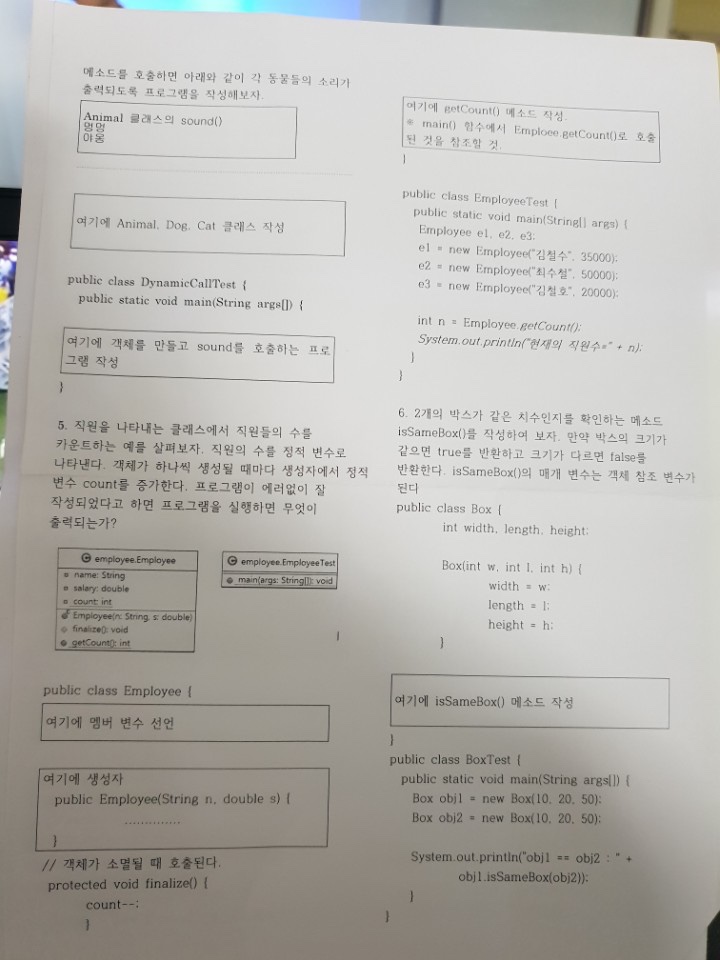 메소드를 호출하면 아래와 같이 각 동물들의 소리가
출력되도록 프로그램을 작성해보자.
Animal 클래스의 sound()
멍멍
야옹
여기에 Animal, Dog, Cat 클래스 작성
public class DynamicCallTest {
public static void main(String args[]) {
여기에 객체를 만들고 sound를 호출하는 프로
그램 작성
}
5. 직원을 나타내는 클래스에서 직원들의 수를
카운트하는 예를 살펴보자. 직원의 수를 정적 변수로
나타낸다. 객체가 하나씩 생성될 때마다 생성자에서 정적
변수 count를 증가한다. 프로그램이 에러없이 잘
작성되었다고 하면 프로그램을 실행하면 무엇이
출력되는가?
employee.Employee
name: String
salary: double
count: int
Employee(n: String, s: double)
finalize(): void
getCount(): int
employee.EmployeeTest
main(args: String[]): void
public class Employee {
여기에 멤버 변수 선언
여기에 생성자
public Employee(String n, double s) {
..............
}
// 객체가 소멸될 때 호출된다.
protected void finalize() {
count--;
}
여기에 getCount() 메소드 작성.
* main() 함수에서 Emploee.getCount()로 호출
된 것을 참조할 것.
}
public class EmployeeTest {
public static void main(String[] args) {
Employee e1, e2, e3;
e1 = new Employee("김철수", 35000);
e2 = new Employee("최수철", 50000);
e3 = new Employee("김철호", 20000);
int n = Employee.getCount();
System.out.println("현재의 직원수=" + n);
}
}
6. 2개의 박스가 같은 치수인지를 확인하는 메소드
isSameBox()를 작성하여 보자. 만약 박스의 크기가
같으면 true를 반환하고 크기가 다르면 false를
반환한다. isSameBox()의 매개 변수는 객체 참조 변수가
된다
public class Box {
int width, length, height;
Box(int w, int l, int h) {
width = w;
length = l;
height = h;
}
여기에 isSameBox() 메소드 작성
}
public class BoxTest {
public static void main(String args[]) {
Box obj1 = new Box(10, 20, 50);
Box obj2 = new Box(10, 20, 50);
System.out.println("obj1 == obj2 : " +
obj1.isSameBox(obj2));
}
}